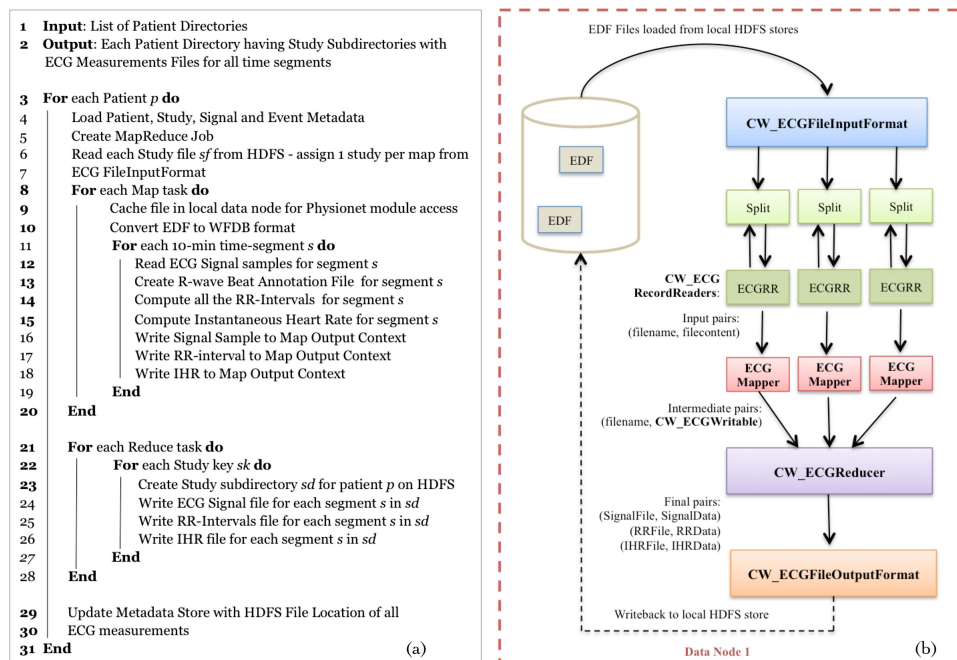 1 Input: List of Patient Directories
2 Output: Each Patient Directory having Study Subdirectories with
ECG Measurements Files for all time segments
3 For each Patient p do
4 Load Patient, Study, Signal and Event Metadata
5 Create MapReduce Job
6 Read each Study file sf from HDFS - assign 1 study per map from
7 ECG FileInputFormat
8 For each Map task do
9 Cache file in local data node for Physionet module access
10 Convert EDF to WFDB format
11 For each 10-min time-segment s do
12 Read ECG Signal samples for segment s
13 Create R-wave Beat Annotation File for segment s
14 Compute all the RR-Intervals for segment s
15 Compute Instantaneous Heart Rate for segment s
16 Write Signal Sample to Map Output Context
17 Write RR-interval to Map Output Context
18 Write IHR to Map Output Context
19 End
20 End
21 For each Reduce task do
22 For each Study key sk do
23 Create Study subdirectory sd for patient p on HDFS
24 Write ECG Signal file for each segment s in sd
25 Write RR-Intervals file for each segment s in sd
26 Write IHR file for each segment s in sd
27 End
28 End
29 Update Metadata Store with HDFS File Location of all
30 ECG measurements
31 End
(a)
EDF Files loaded from local HDFS stores
CW_ECGFileInputFormat
EDF
EDF
Split Split Split
CW_ECG
RecordReaders:
ECGRR ECGRR ECGRR
Input pairs:
(filename, filecontent)
ECG Mapper
ECG Mapper
ECG Mapper
Intermediate pairs:
(filename, CW_ECGWritable)
CW_ECGReducer
Final pairs:
(SignalFile, SignalData)
(RRFile, RRData)
(IHRFile, IHRData)
CW_ECGFileOutputFormat
Writeback to local HDFS store
Data Node 1
(b)